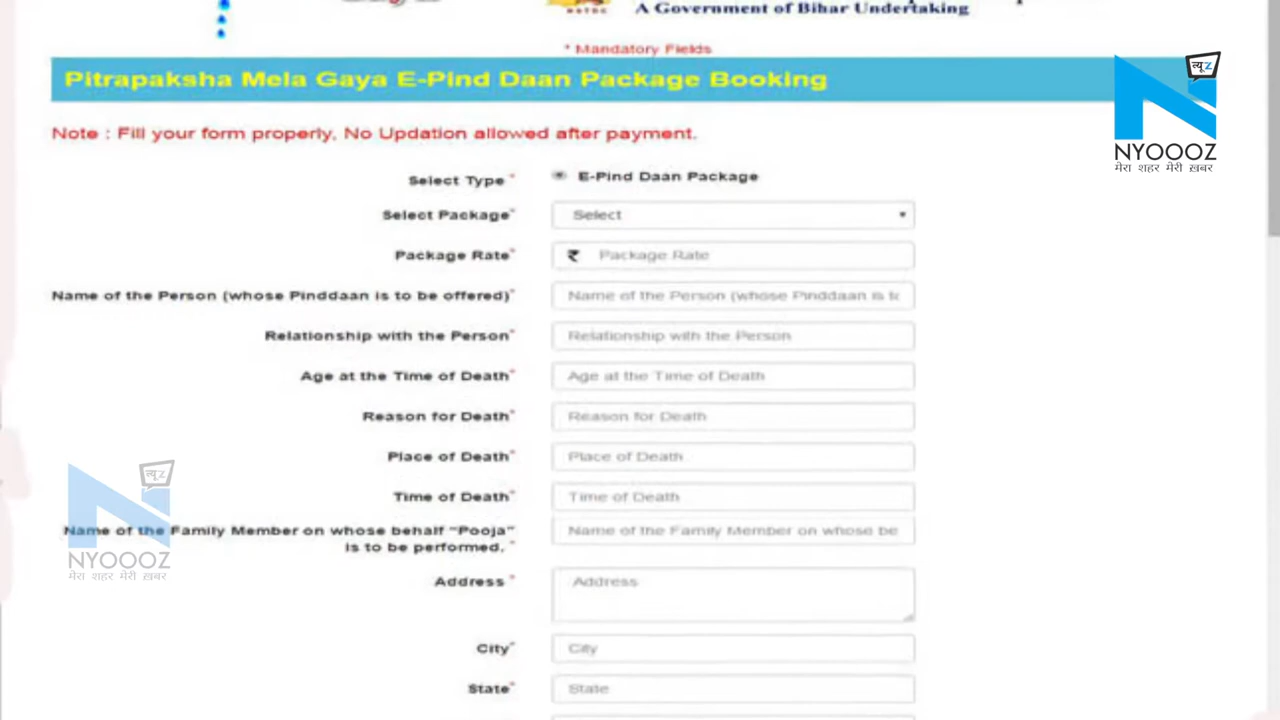 A Government of Bihar Undertaking
* Mandatory Fields
Pitrapaksha Mela Gaya E-Pind Daan Package Booking
न्यूz
NYOOOZ
मेरा शहर मेरी ख़बर
Note : Fill your form properly, No Updation allowed after payment.
Select Type * E-Pind Daan Package
Select Package* Select
Package Rate* ₹ Package Rate
Name of the Person (whose Pinddaan is to be offered)* Name of the Person (whose Pinddaan is to
Relationship with the Person* Relationship with the Person
Age at the Time of Death* Age at the Time of Death
Reason for Death* Reason for Death
Place of Death* Place of Death
Time of Death* Time of Death
Name of the Family Member on whose behalf "Pooja" Name of the Family Member on whose be
is to be performed. *
न्यूz
NYOOOZ
मेरा शहर मेरी ख़बर
Address * Address
City* City
State* State